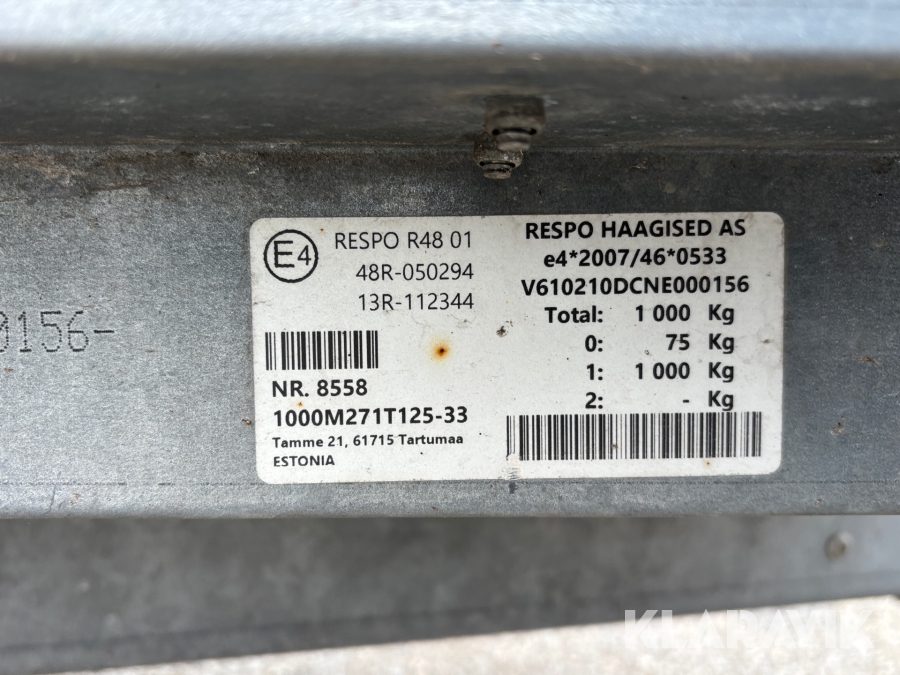 0156-
E4
RESPO R48 01
48R-050294
13R-112344
NR. 8558
1000M271T125-33
Tamme 21, 61715 Tartumaa
ESTONIA
RESPO HAAGISED AS
e4*2007/46*0533
V610210DCNE000156
Total: 1 000 Kg
0: 75 Kg
1: 1 000 Kg
2: - Kg
KLARAVIK